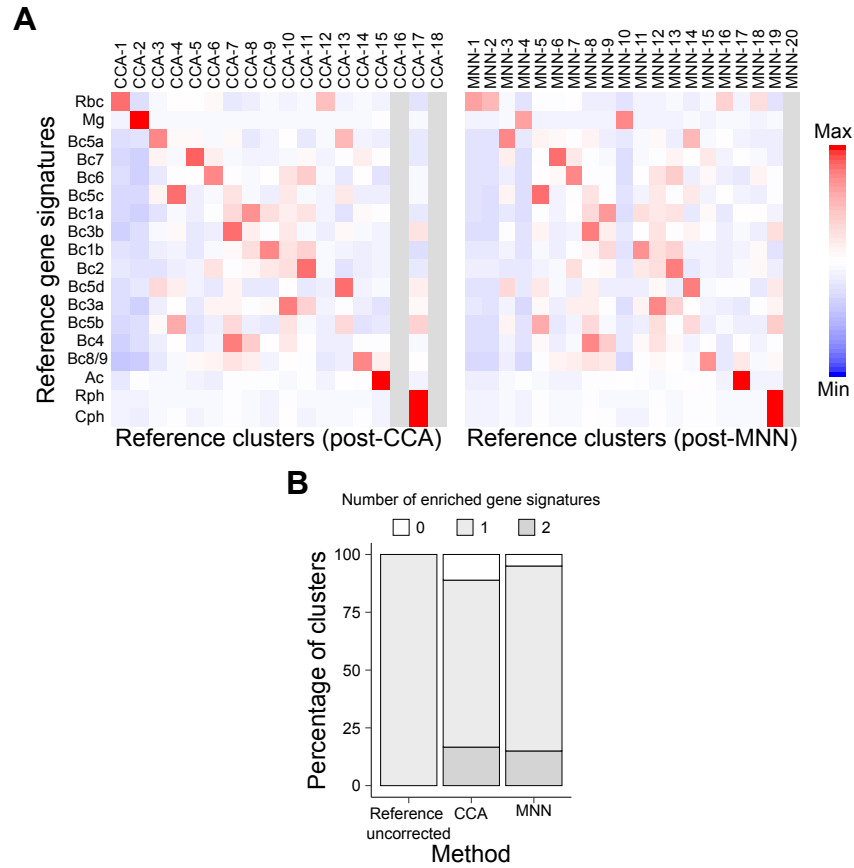 A
CCA-1
CCA-2
CCA-3
CCA-4
CCA-5
CCA-6
CCA-7
CCA-8
CCA-9
CCA-10
CCA-11
CCA-12
CCA-13
CCA-14
CCA-15
CCA-16
CCA-17
CCA-18
MNN-1
MNN-2
MNN-3
MNN-4
MNN-5
MNN-6
MNN-7
MNN-8
MNN-9
MNN-10
MNN-11
MNN-12
MNN-13
MNN-14
MNN-15
MNN-16
MNN-17
MNN-18
MNN-19
MNN-20
Reference gene signatures
Rbc
Mg
Bc5a
Bc7
Bc6
Bc5c
Bc1a
Bc3b
Bc1b
Bc2
Bc5d
Bc3a
Bc5b
Bc4
Bc8/9
Ac
Rph
Cph
Max
Min
Reference clusters (post-CCA)
Reference clusters (post-MNN)
B
Number of enriched gene signatures
0 1 2
Percentage of clusters
100
75
50
25
0
Reference
uncorrected
CCA
MNN
Method